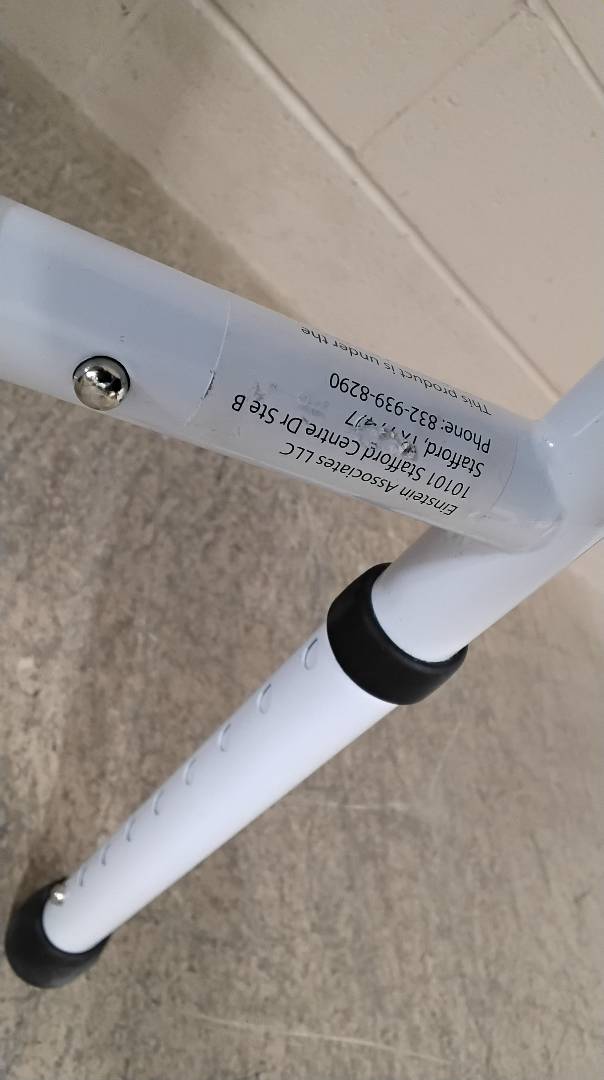 Einstein Associates LLC
10101 Stafford Centre Dr Ste B
Stafford, TX 77477
Phone: 832-939-8290
This product is under the